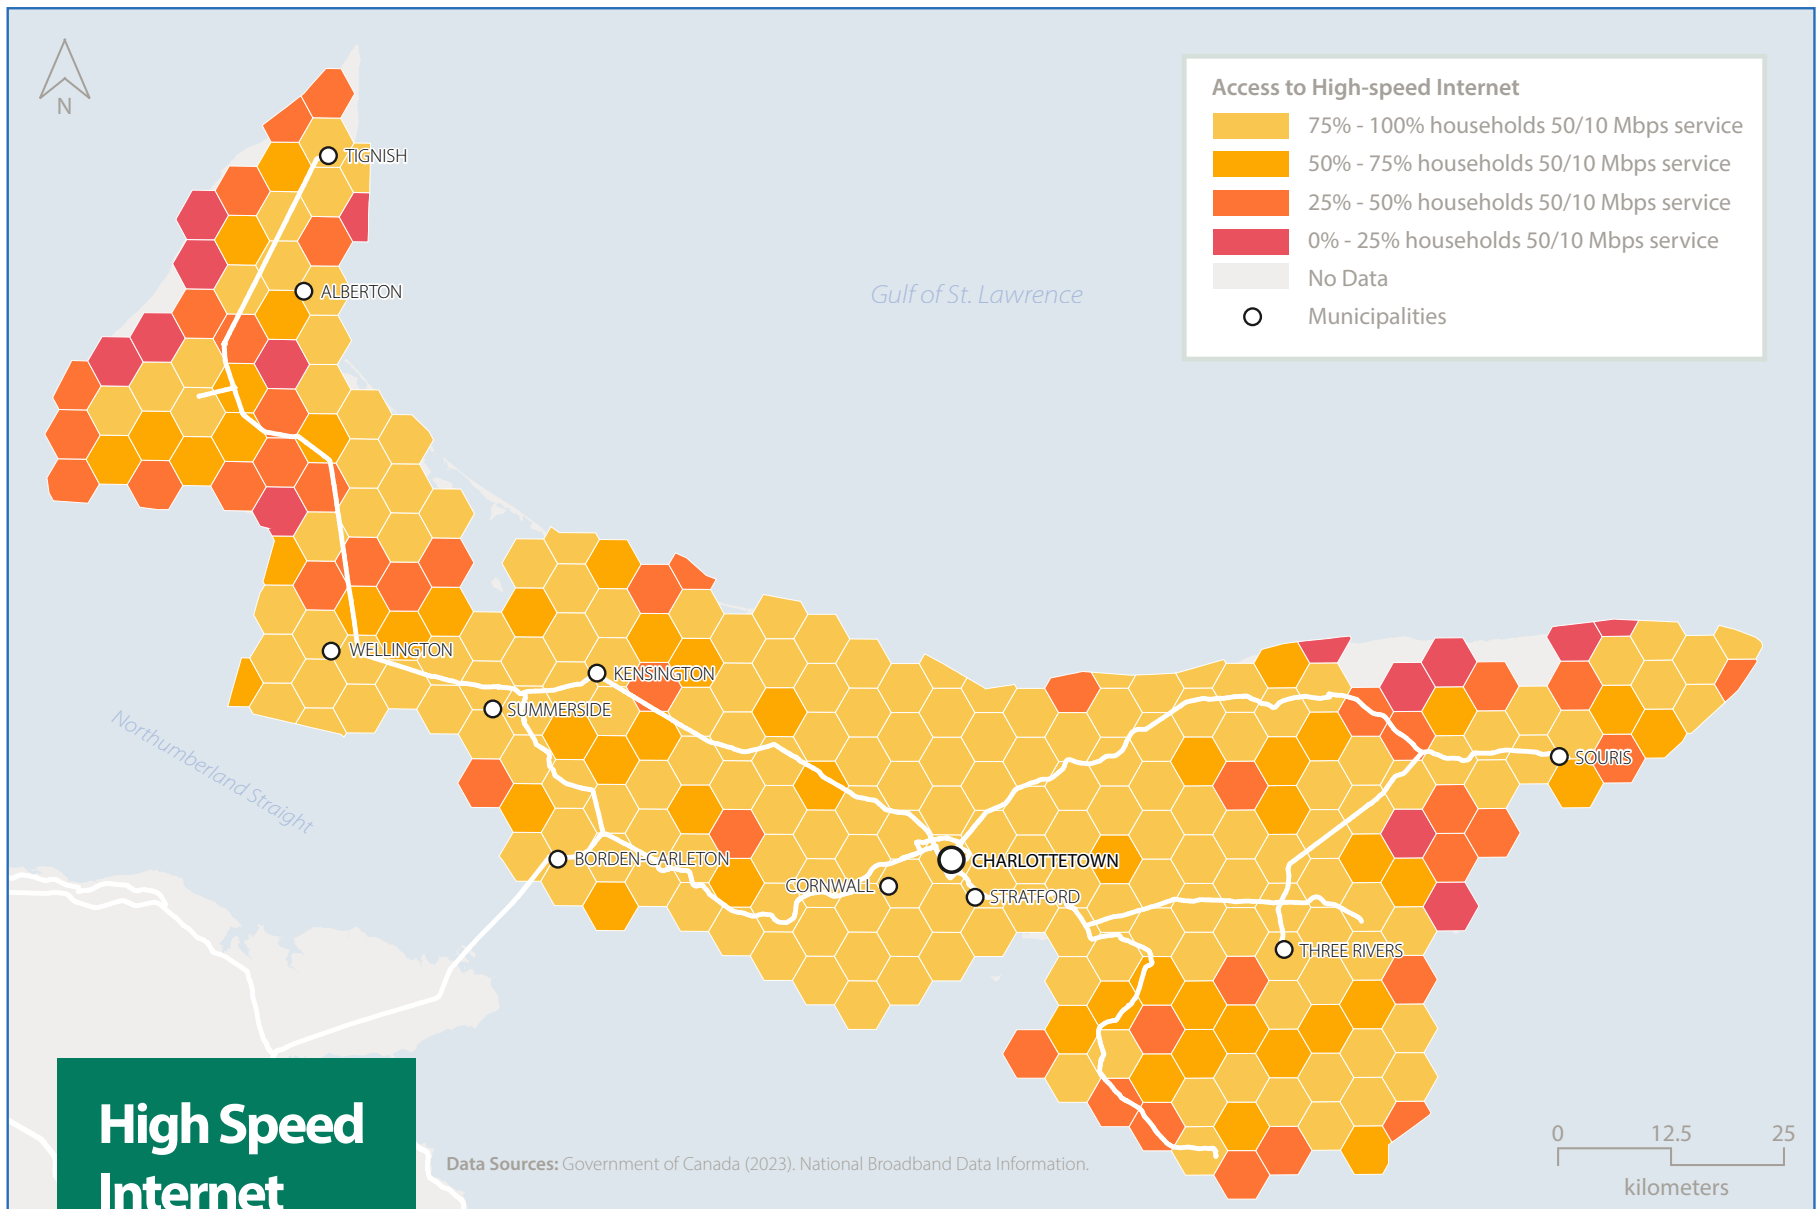 N
Access to High-speed Internet
75% - 100% households 50/10 Mbps service
50% - 75% households 50/10 Mbps service
25% - 50% households 50/10 Mbps service
0% - 25% households 50/10 Mbps service
No Data
Municipalities
TIGNISH
ALBERTON
Gulf of St. Lawrence
WELLINGTON
KENSINGTON
SUMMERSIDE
Northumberland Straight
SOURIS
BORDEN-CARLETON
CHARLOTTETOWN
CORNWALL
STRATFORD
THREE RIVERS
High Speed
Internet
Data Sources: Government of Canada (2023). National Broadband Data Information.
0 12.5 25
kilometers